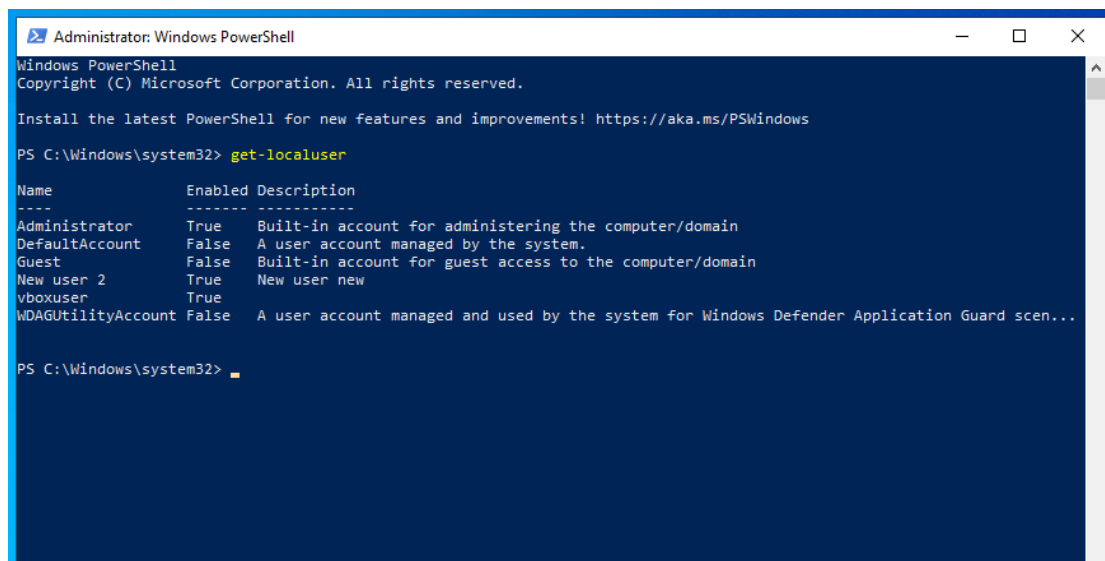 Administrator: Windows PowerShell
Windows PowerShell
Copyright (C) Microsoft Corporation. All rights reserved.
Install the latest PowerShell for new features and improvements! https://aka.ms/PSWindows
PS C:\Windows\system32> get-localuser
Name Enabled Description
---- ------- -----------
Administrator True Built-in account for administering the computer/domain
DefaultAccount False A user account managed by the system.
Guest False Built-in account for guest access to the computer/domain
New user 2 True New user new
vboxuser True
WDAGUtilityAccount False A user account managed and used by the system for Windows Defender Application Guard scen...
PS C:\Windows\system32>